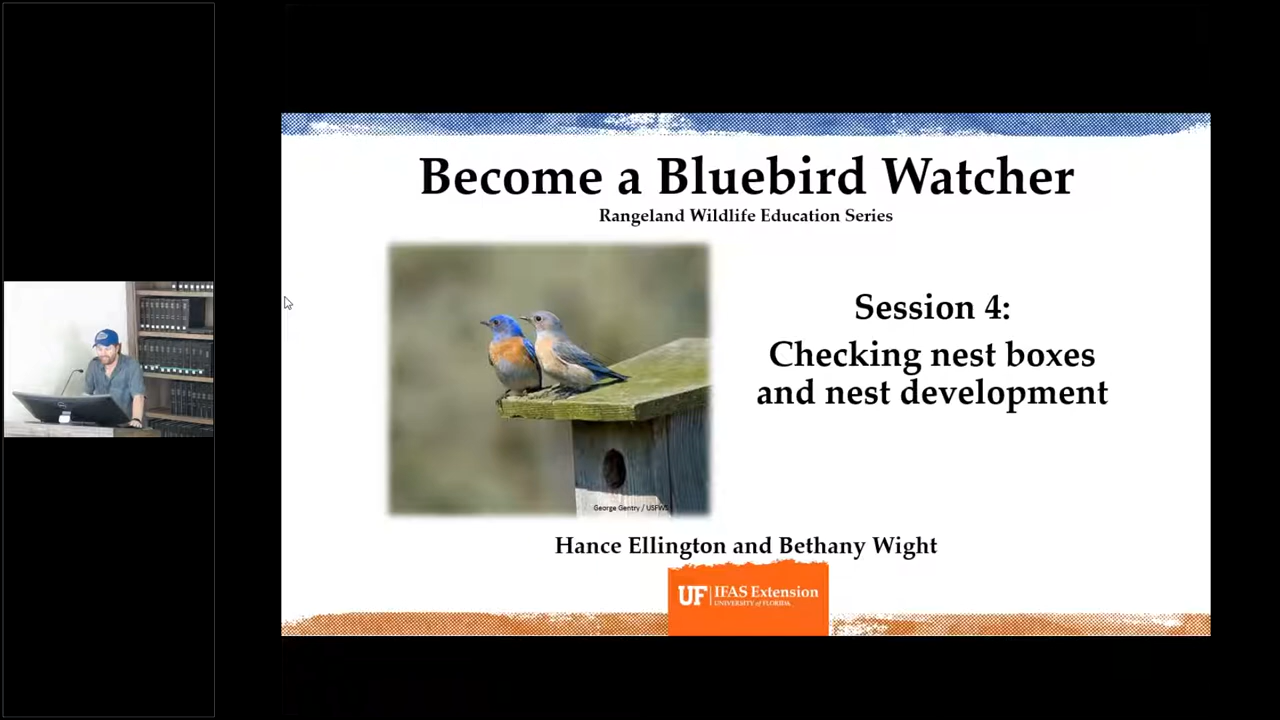 Become a Bluebird Watcher
Rangeland Wildlife Education Series
Session 4:
Checking nest boxes
and nest development
George Gentry / USFWS
Hance Ellington and Bethany Wight
UF IFAS Extension
UNIVERSITY of FLORIDA